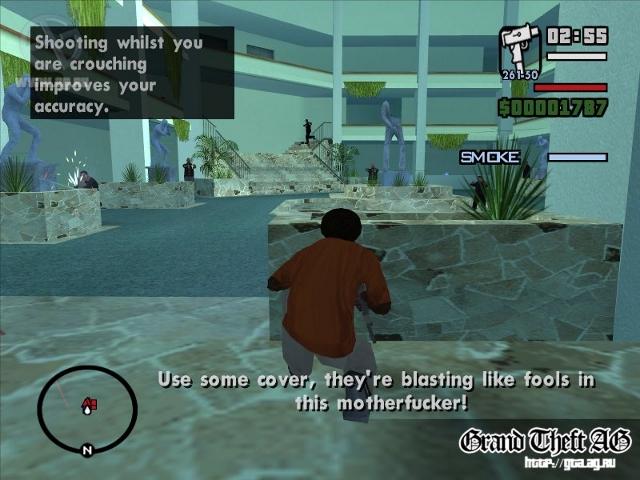 Shooting whilst you
are crouching
improves your
accuracy.
02:55
261-50
$00001787
SMOKE
Use some cover, they're blasting like fools in
this motherfucker!
N
Grand Theft AG
http://gta.ag.ru